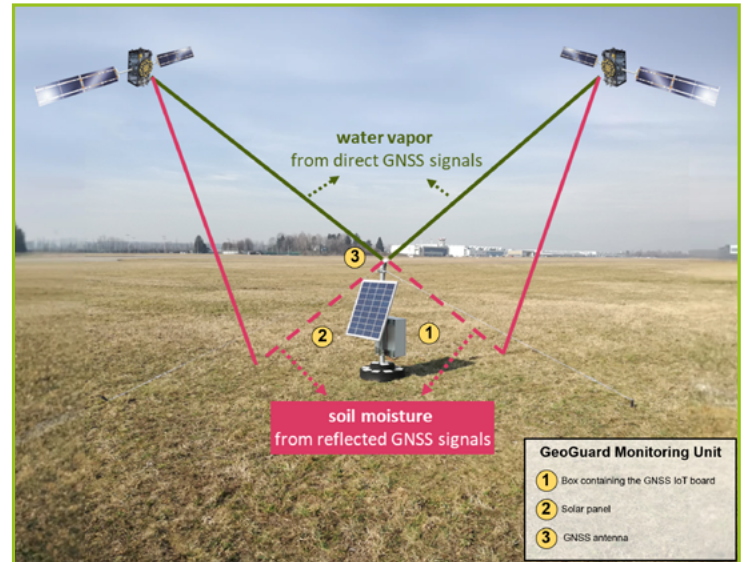 water vapor
from direct GNSS signals
3
2
1
soil moisture
from reflected GNSS signals
GeoGuard Monitoring Unit
1 Box containing the GNSS IoT board
2 Solar panel
3 GNSS antenna